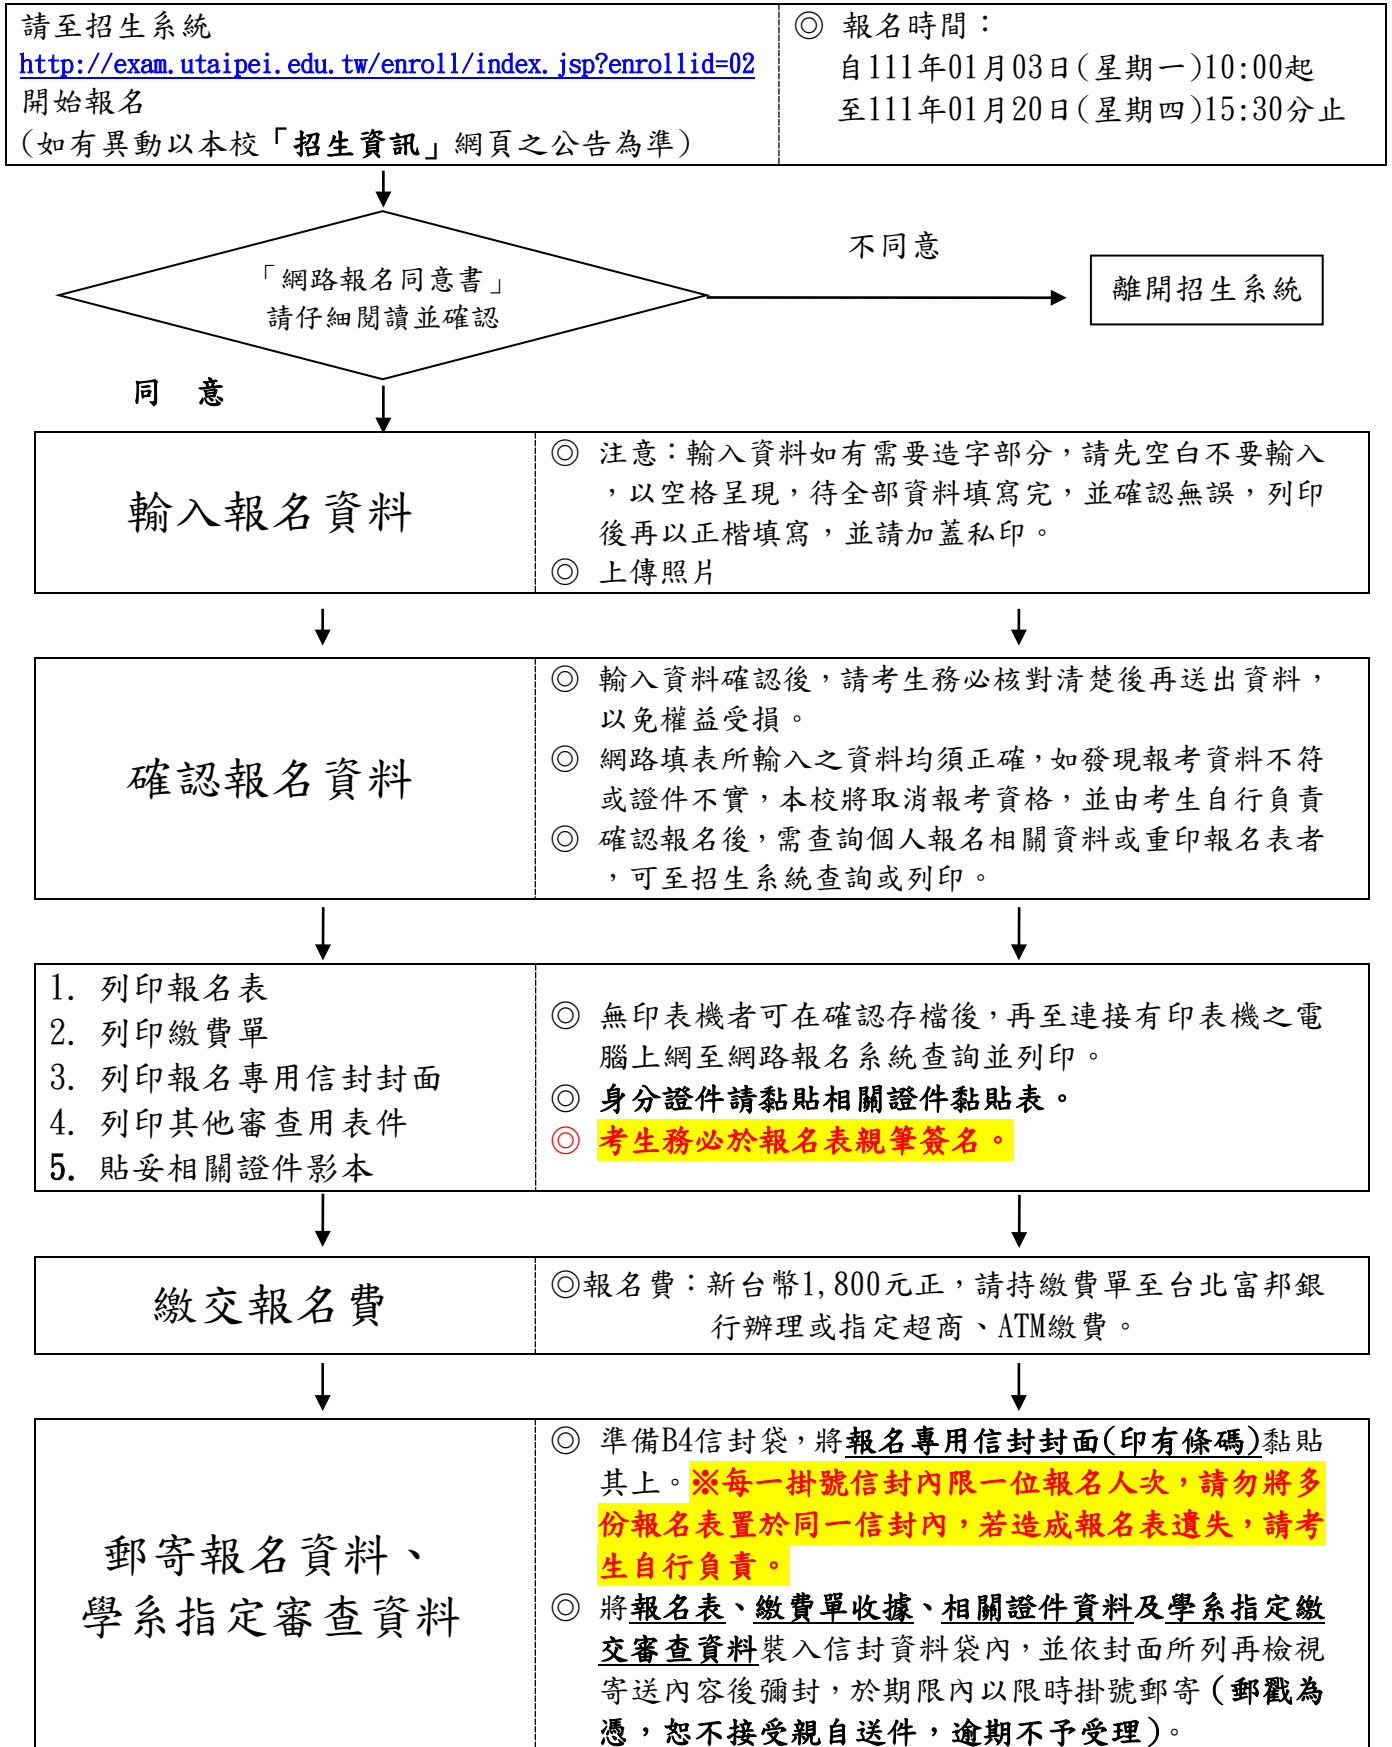 請至招生系統
http://exam.utaipei.edu.tw/enroll/index.jsp?enrollid=02
開始報名
(如有異動以本校「招生資訊」網頁之公告為準)
◎ 報名時間：
自111年01月03日(星期一)10:00起
至111年01月20日(星期四)15:30分止
「網路報名同意書」
請仔細閱讀並確認
不同意
離開招生系統
同 意
輸入報名資料
◎ 注意：輸入資料如有需要造字部分，請先空白不要輸入
，以空格呈現，待全部資料填寫完，並確認無誤，列印
後再以正楷填寫，並請加蓋私印。
◎ 上傳照片
確認報名資料
◎ 輸入資料確認後，請考生務必核對清楚後再送出資料，
以免權益受損。
◎ 網路填表所輸入之資料均須正確，如發現報考資料不符
或證件不實，本校將取消報考資格，並由考生自行負責
◎ 確認報名後，需查詢個人報名相關資料或重印報名表者
，可至招生系統查詢或列印。
1. 列印報名表
2. 列印繳費單
3. 列印報名專用信封封面
4. 列印其他審查用表件
5. 貼妥相關證件影本
◎ 無印表機者可在確認存檔後，再至連接有印表機之電
腦上網至網路報名系統查詢並列印。
◎ 身分證件請黏貼相關證件黏貼表。
◎ 考生務必於報名表親筆簽名。
繳交報名費
◎報名費：新台幣1,800元正，請持繳費單至台北富邦銀
行辦理或指定超商、ATM繳費。
郵寄報名資料、
學系指定審查資料
◎ 準備B4信封袋，將報名專用信封封面(印有條碼)黏貼
其上。※每一掛號信封內限一位報名人次，請勿將多
份報名表置於同一信封內，若造成報名表遺失，請考
生自行負責。
◎ 將報名表、繳費單收據、相關證件資料及學系指定繳
交審查資料裝入信封資料袋內，並依封面所列再檢視
寄送內容後彌封，於期限內以限時掛號郵寄（郵戳為
憑，恕不接受親自送件，逾期不予受理）。